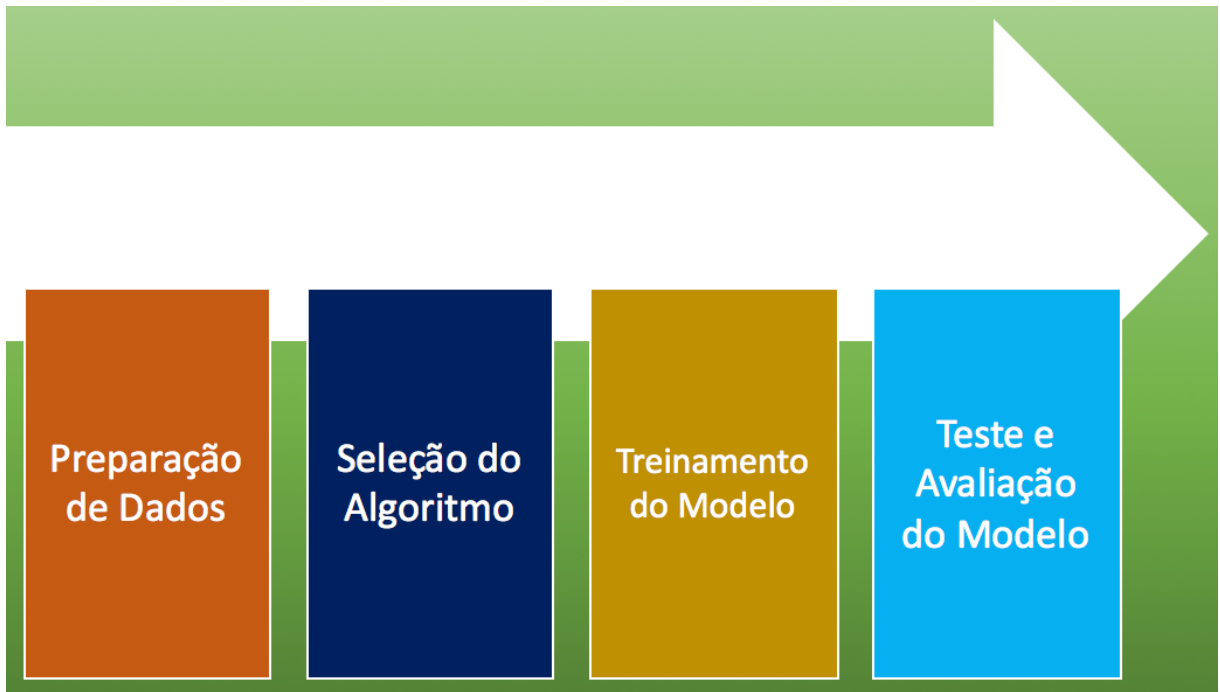 Preparação
de Dados
Seleção do
Algoritmo
Treinamento
do Modelo
Teste e
Avaliação
do Modelo